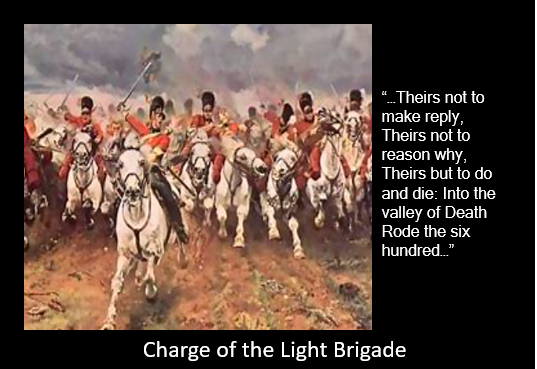 “…Theirs not to
make reply,
Theirs not to
reason why,
Theirs but to do
and die: Into the
valley of Death
Rode the six
hundred…”
Charge of the Light Brigade